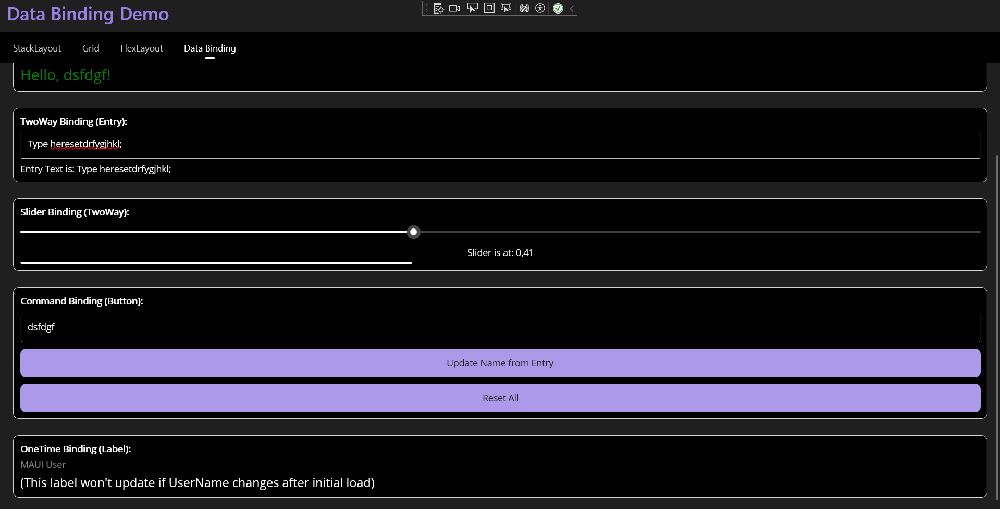 Data Binding Demo
StackLayout Grid FlexLayout Data Binding
Hello, dsfdgf!
TwoWay Binding (Entry):
Type heresetdrfygjhkl;
Entry Text is: Type heresetdrfygjhkl;
Slider Binding (TwoWay):
Slider is at: 0,41
Command Binding (Button):
dsfdgf
Update Name from Entry
Reset All
OneTime Binding (Label):
MAUI User
(This label won't update if UserName changes after initial load)